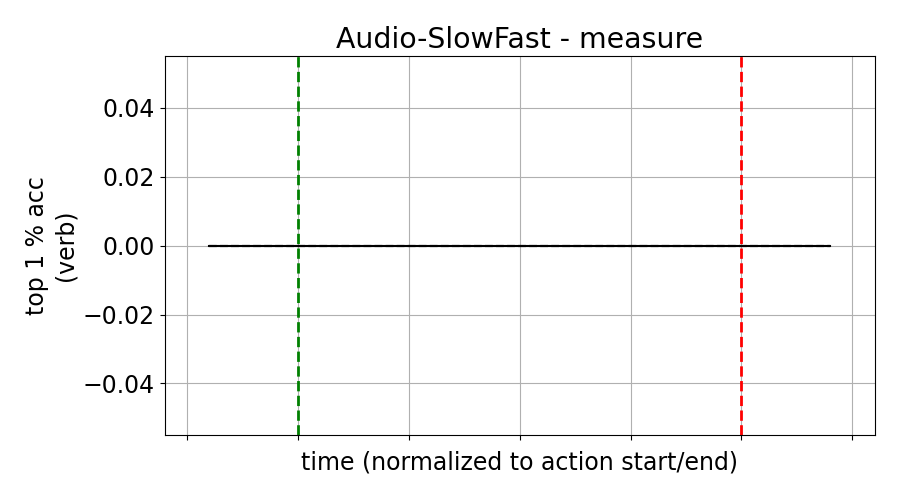 Audio-SlowFast - measure
0.04
0.02
0.00
−0.02
−0.04
top 1 % acc
(verb)
time (normalized to action start/end)